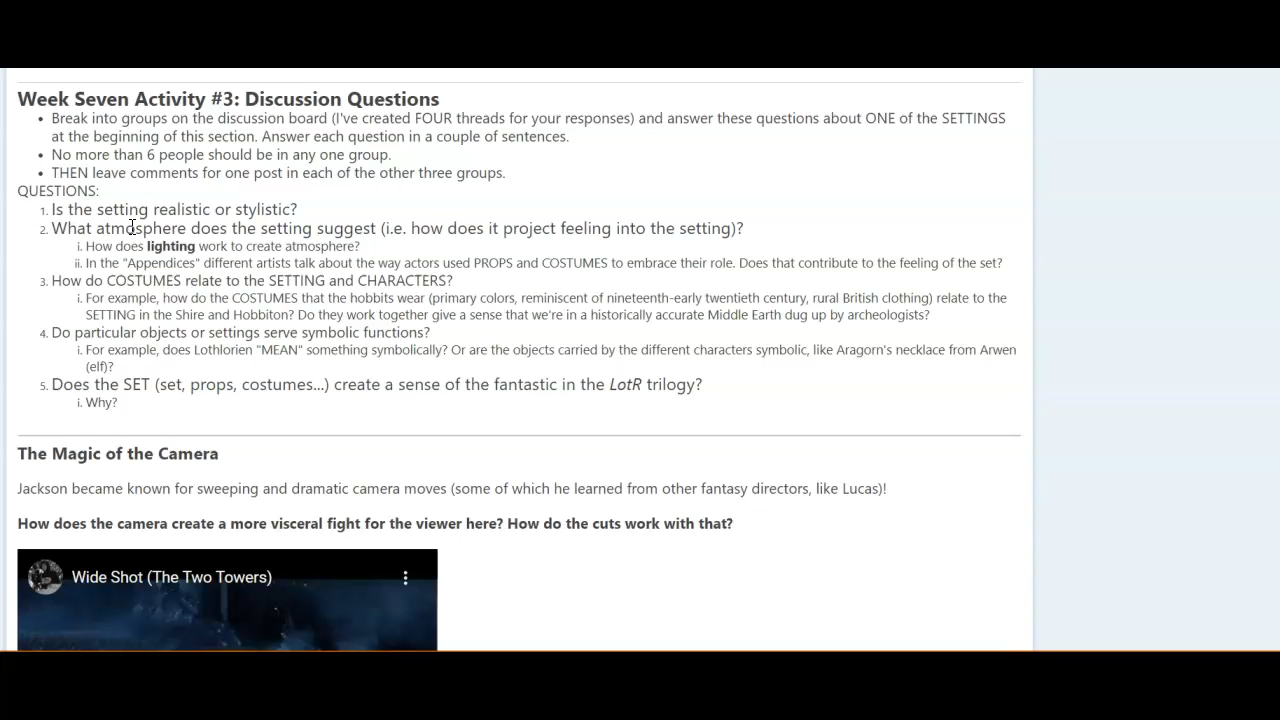 Week Seven Activity #3: Discussion Questions
• Break into groups on the discussion board (I've created FOUR threads for your responses) and answer these questions about ONE of the SETTINGS
at the beginning of this section. Answer each question in a couple of sentences.
• No more than 6 people should be in any one group.
• THEN leave comments for one post in each of the other three groups.
QUESTIONS:
1. Is the setting realistic or stylistic?
2. What atmosphere does the setting suggest (i.e. how does it project feeling into the setting)?
i. How does lighting work to create atmosphere?
ii. In the "Appendices" different artists talk about the way actors used PROPS and COSTUMES to embrace their role. Does that contribute to the feeling of the set?
3. How do COSTUMES relate to the SETTING and CHARACTERS?
i. For example, how do the COSTUMES that the hobbits wear (primary colors, reminiscent of nineteenth-early twentieth century, rural British clothing) relate to the
SETTING in the Shire and Hobbiton? Do they work together give a sense that we're in a historically accurate Middle Earth dug up by archeologists?
4. Do particular objects or settings serve symbolic functions?
i. For example, does Lothlorien "MEAN" something symbolically? Or are the objects carried by the different characters symbolic, like Aragorn's necklace from Arwen
(elf)?
5. Does the SET (set, props, costumes...) create a sense of the fantastic in the LotR trilogy?
i. Why?
The Magic of the Camera
Jackson became known for sweeping and dramatic camera moves (some of which he learned from other fantasy directors, like Lucas)!
How does the camera create a more visceral fight for the viewer here? How do the cuts work with that?
Wide Shot (The Two Towers)